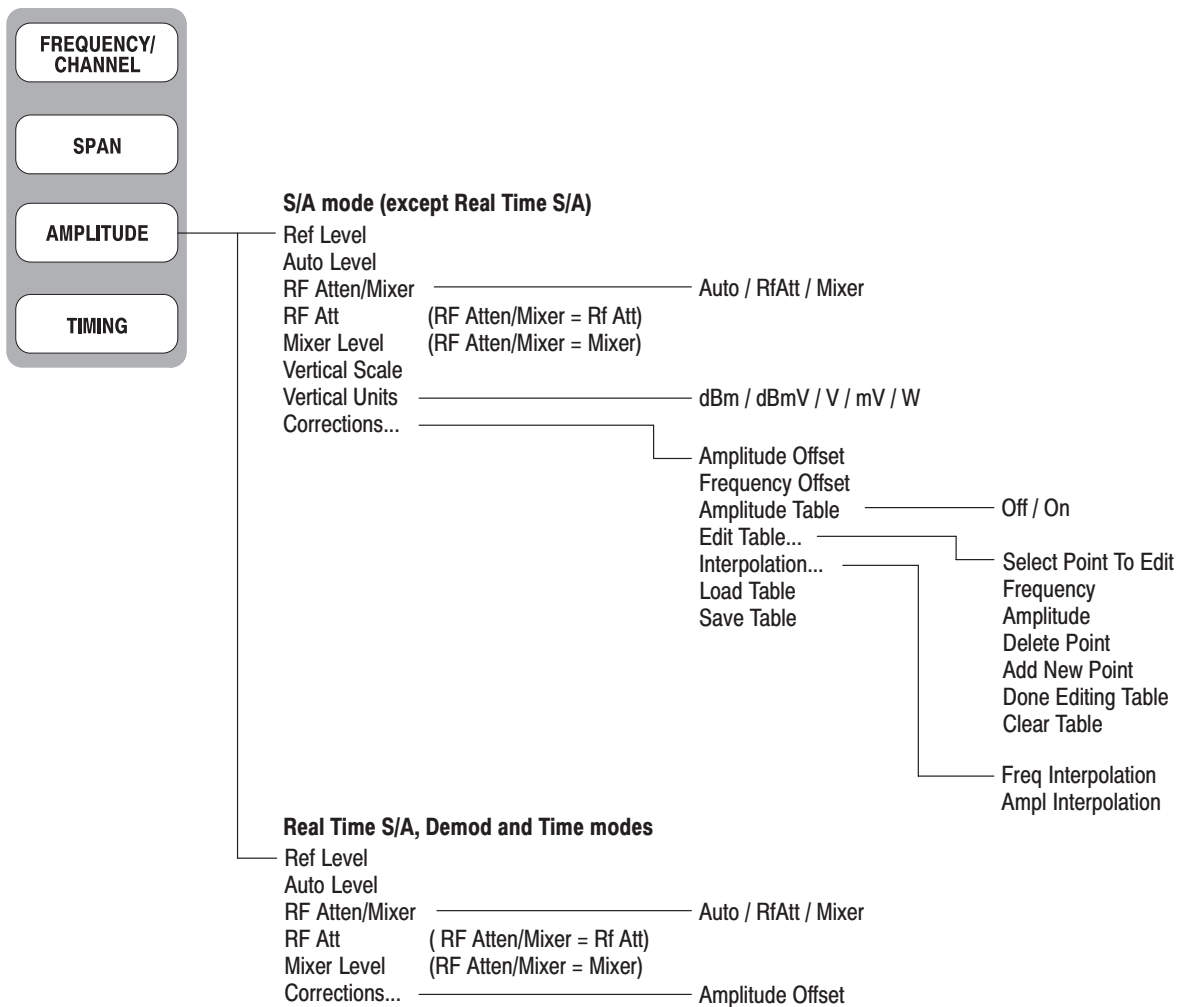 FREQUENCY/
CHANNEL
SPAN
AMPLITUDE
TIMING
S/A mode (except Real Time S/A)
Ref Level
Auto Level
RF Atten/Mixer Auto / RfAtt / Mixer
RF Att (RF Atten/Mixer = Rf Att)
Mixer Level (RF Atten/Mixer = Mixer)
Vertical Scale
Vertical Units dBm / dBmV / V / mV / W
Corrections...
Amplitude Offset
Frequency Offset
Amplitude Table Off / On
Edit Table...
Interpolation...
Load Table
Save Table
Select Point To Edit
Frequency
Amplitude
Delete Point
Add New Point
Done Editing Table
Clear Table
Freq Interpolation
Ampl Interpolation
Real Time S/A, Demod and Time modes
Ref Level
Auto Level
RF Atten/Mixer Auto / RfAtt / Mixer
RF Att ( RF Atten/Mixer = Rf Att)
Mixer Level (RF Atten/Mixer = Mixer)
Corrections... Amplitude Offset